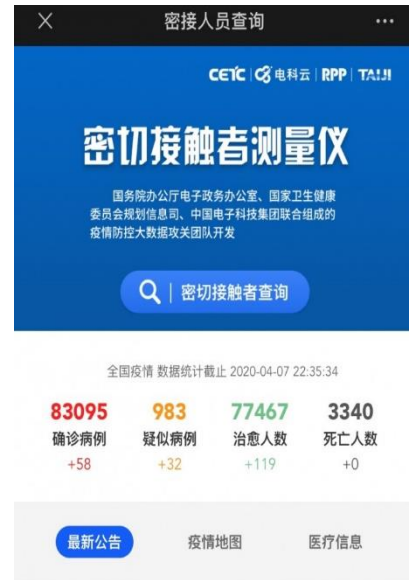 密接人员查询
CETC | 电科云 | RPP | TAIJI
密切接触者测量仪
国务院办公厅电子政务办公室、国家卫生健康
委员会规划信息司、中国电子科技集团联合组成的
疫情防控大数据攻关团队开发
密切接触者查询
全国疫情 数据统计截止 2020-04-07 22:35:34
83095 983 77467 3340
确诊病例 疑似病例 治愈人数 死亡人数
+58 +32 +119 +0
最新公告 疫情地图 医疗信息